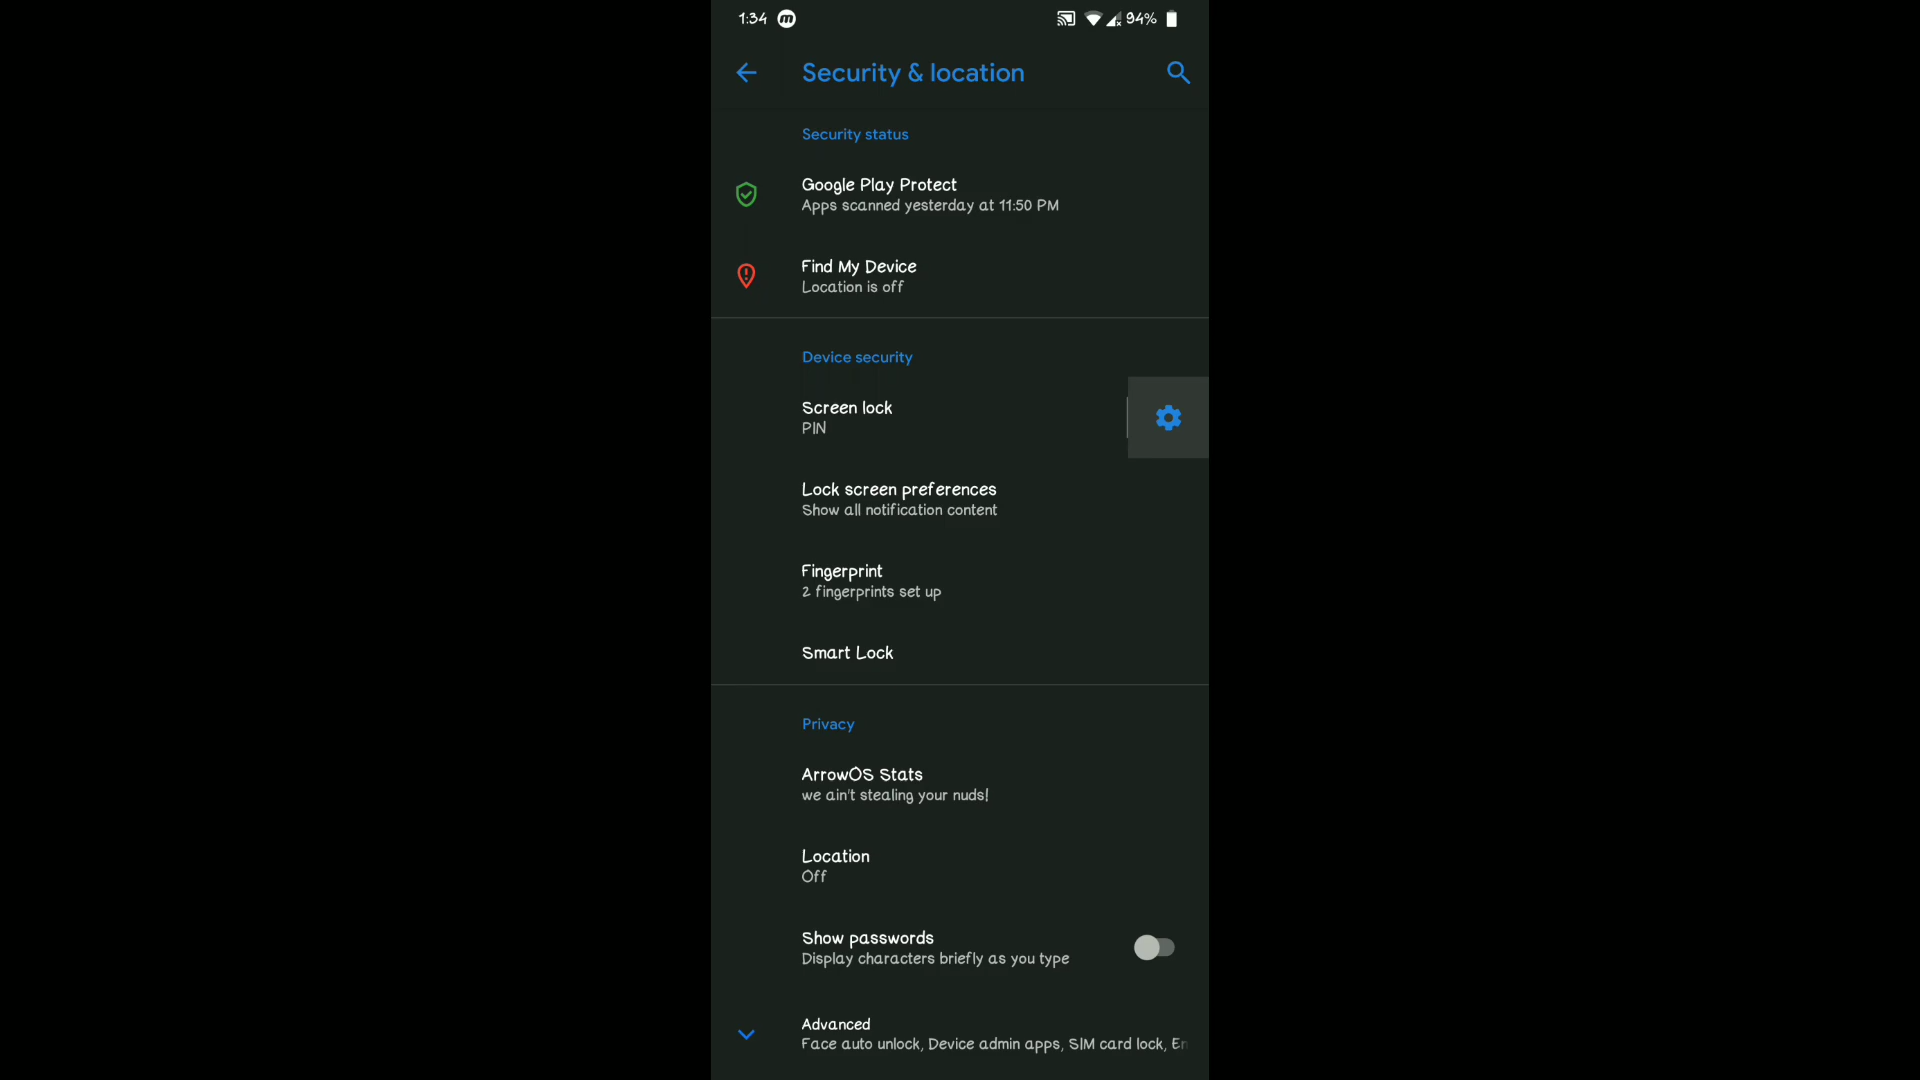 1:34 m 94%
Security & location
Security status
Google Play Protect
Apps scanned yesterday at 11:50 PM
Find My Device
Location is off
Device security
Screen lock
PIN
Lock screen preferences
Show all notification content
Fingerprint
2 fingerprints set up
Smart Lock
Privacy
ArrowOS Stats
we ain't stealing your nuds!
Location
Off
Show passwords
Display characters briefly as you type
Advanced
Face auto unlock, Device admin apps, SIM card lock, En